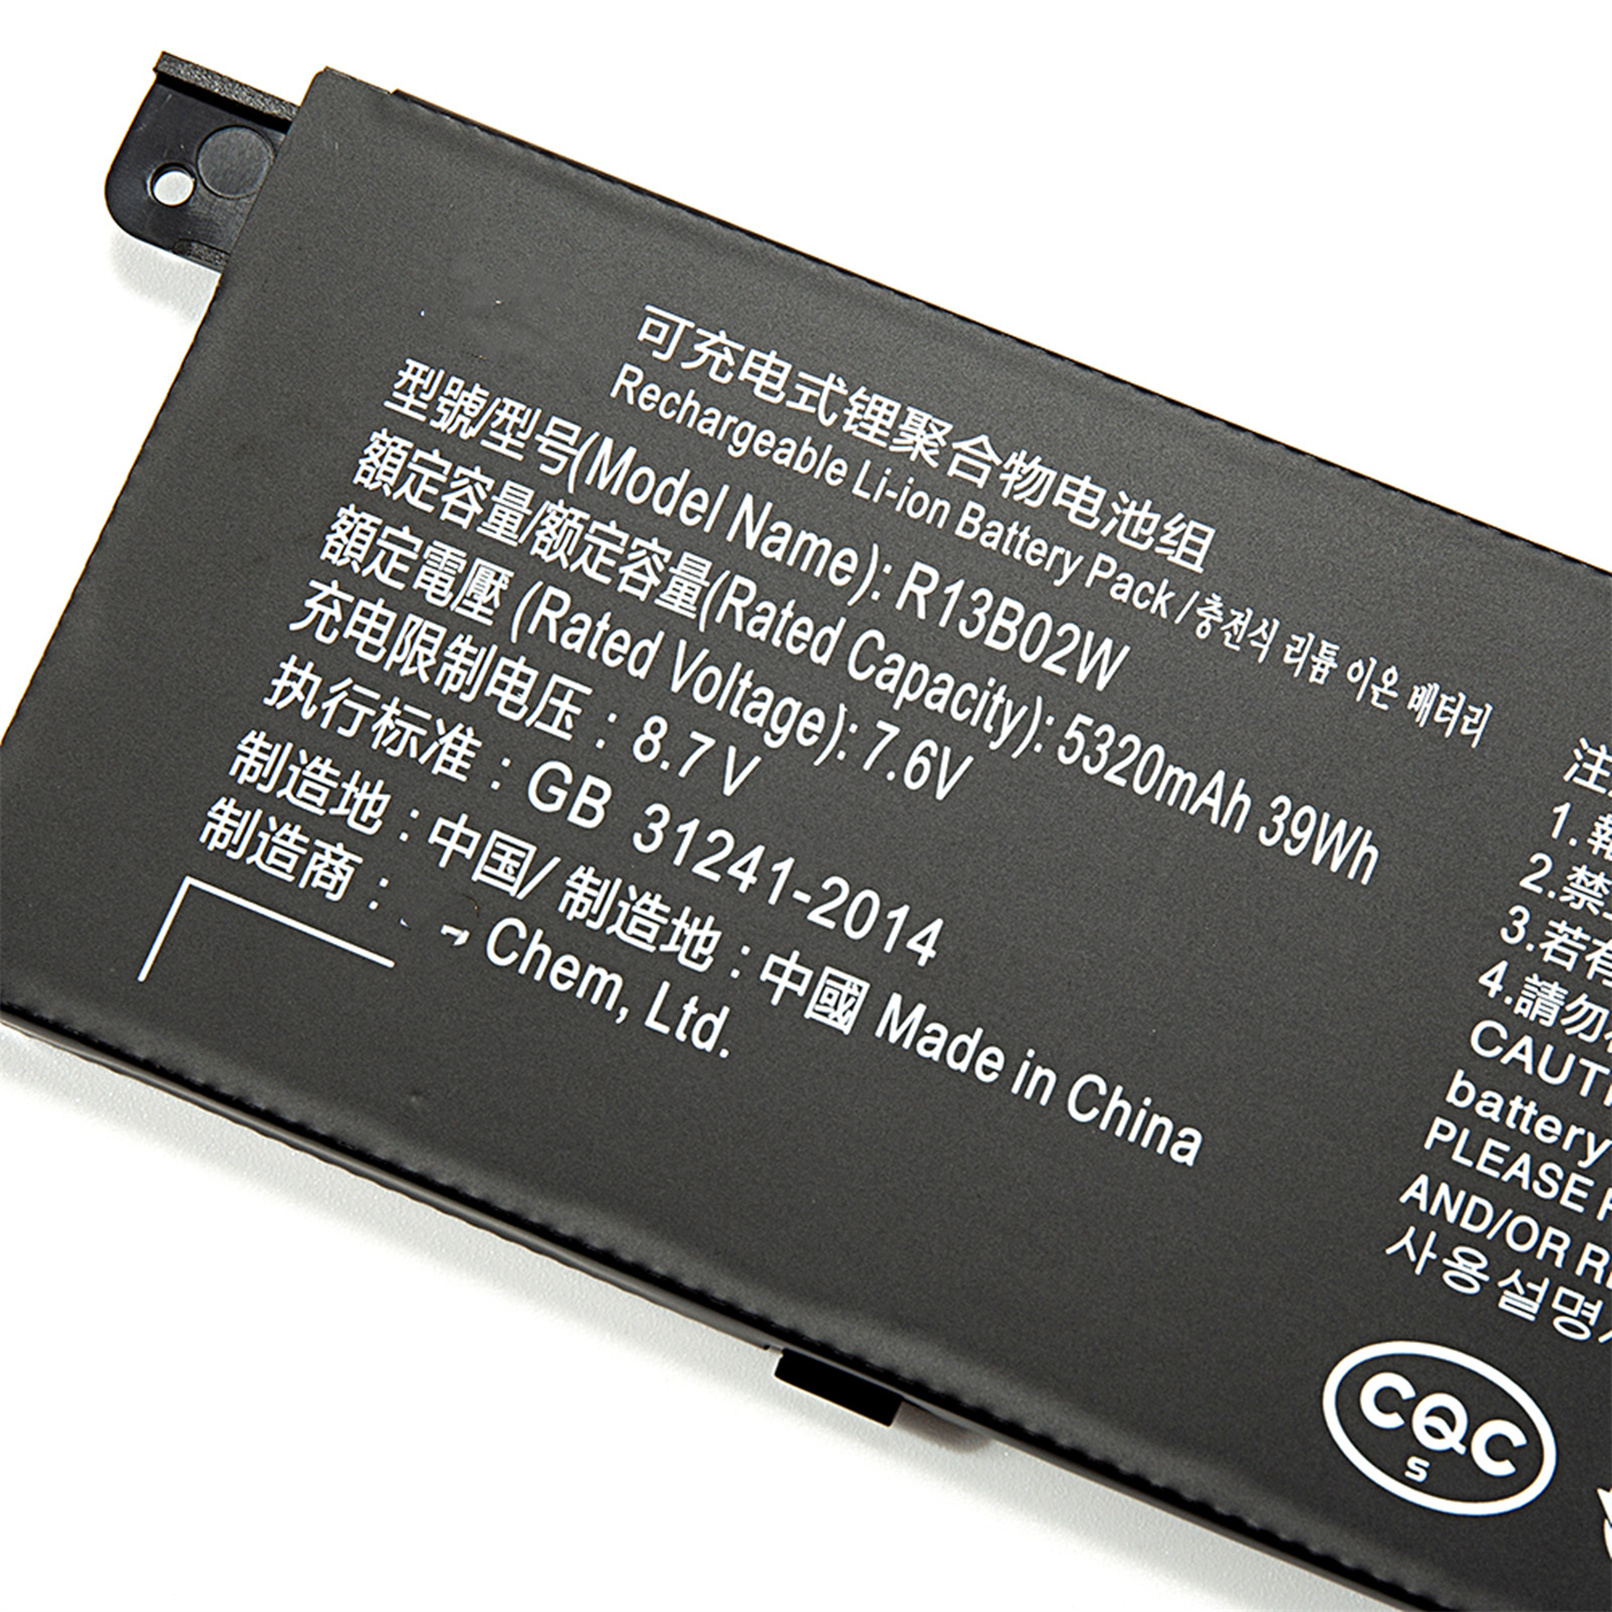 可充电式锂聚合物电池组
Rechargeable Li-ion Battery Pack / 충전식 리튬 이온 배터리
型號/型号(Model Name): R13B02W
額定容量/额定容量(Rated Capacity): 5320mAh 39Wh
額定電壓 (Rated Voltage): 7.6V
充电限制电压：8.7V
执行标准：GB 31241-2014
制造地：中国/ 制造地：中國 Made in China
制造商：
Chem, Ltd.
注
1.
2.禁
3.若有
4.請勿
CAUT
battery
PLEASE
AND/OR R
사용설명
CQC
S